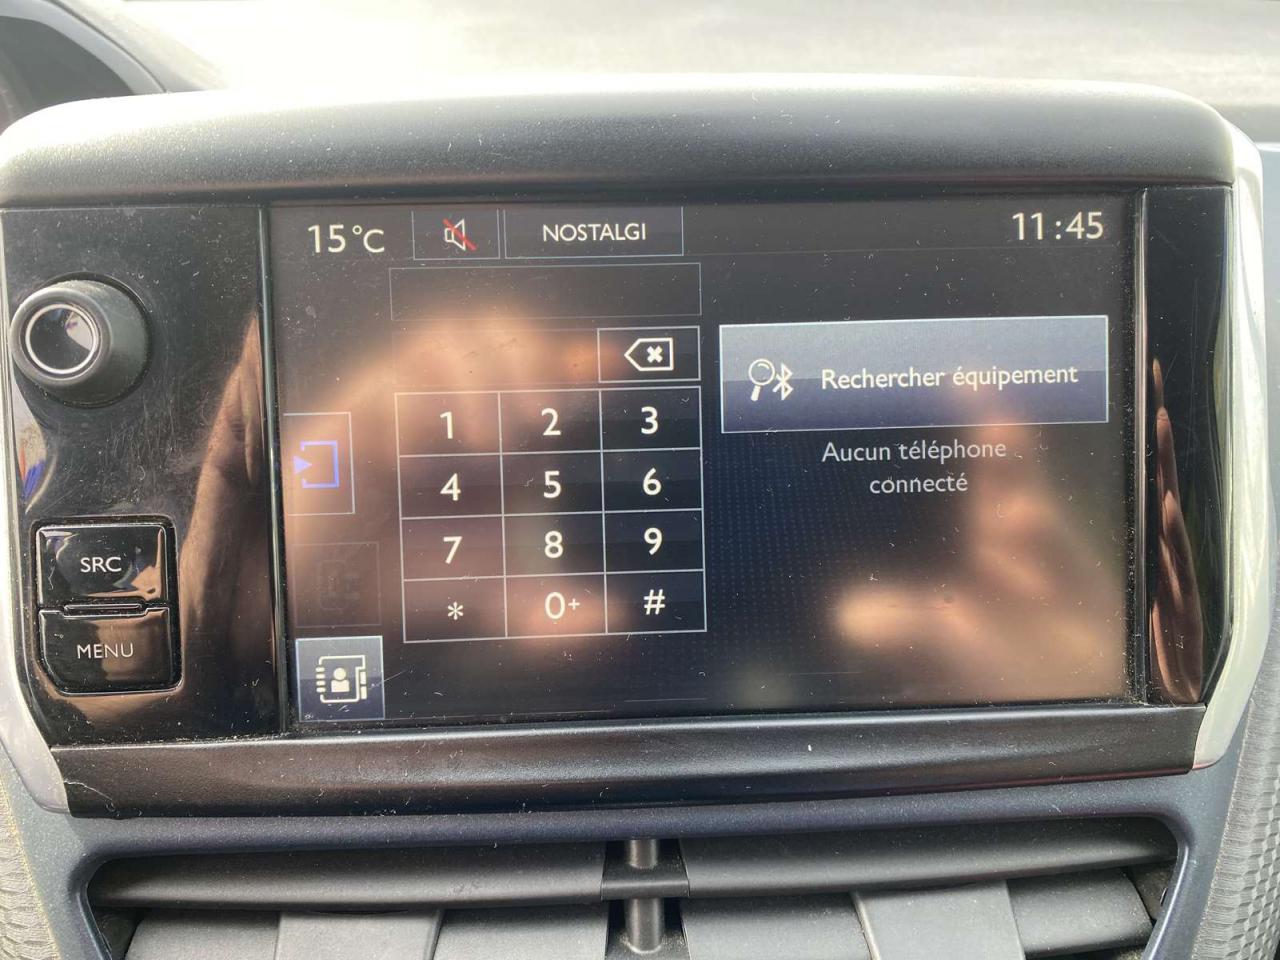 15°C NOSTALGI 11:45
Rechercher équipement
Aucun téléphone
connecté
1 2 3
4 5 6
7 8 9
* 0+ #
SRC
MENU